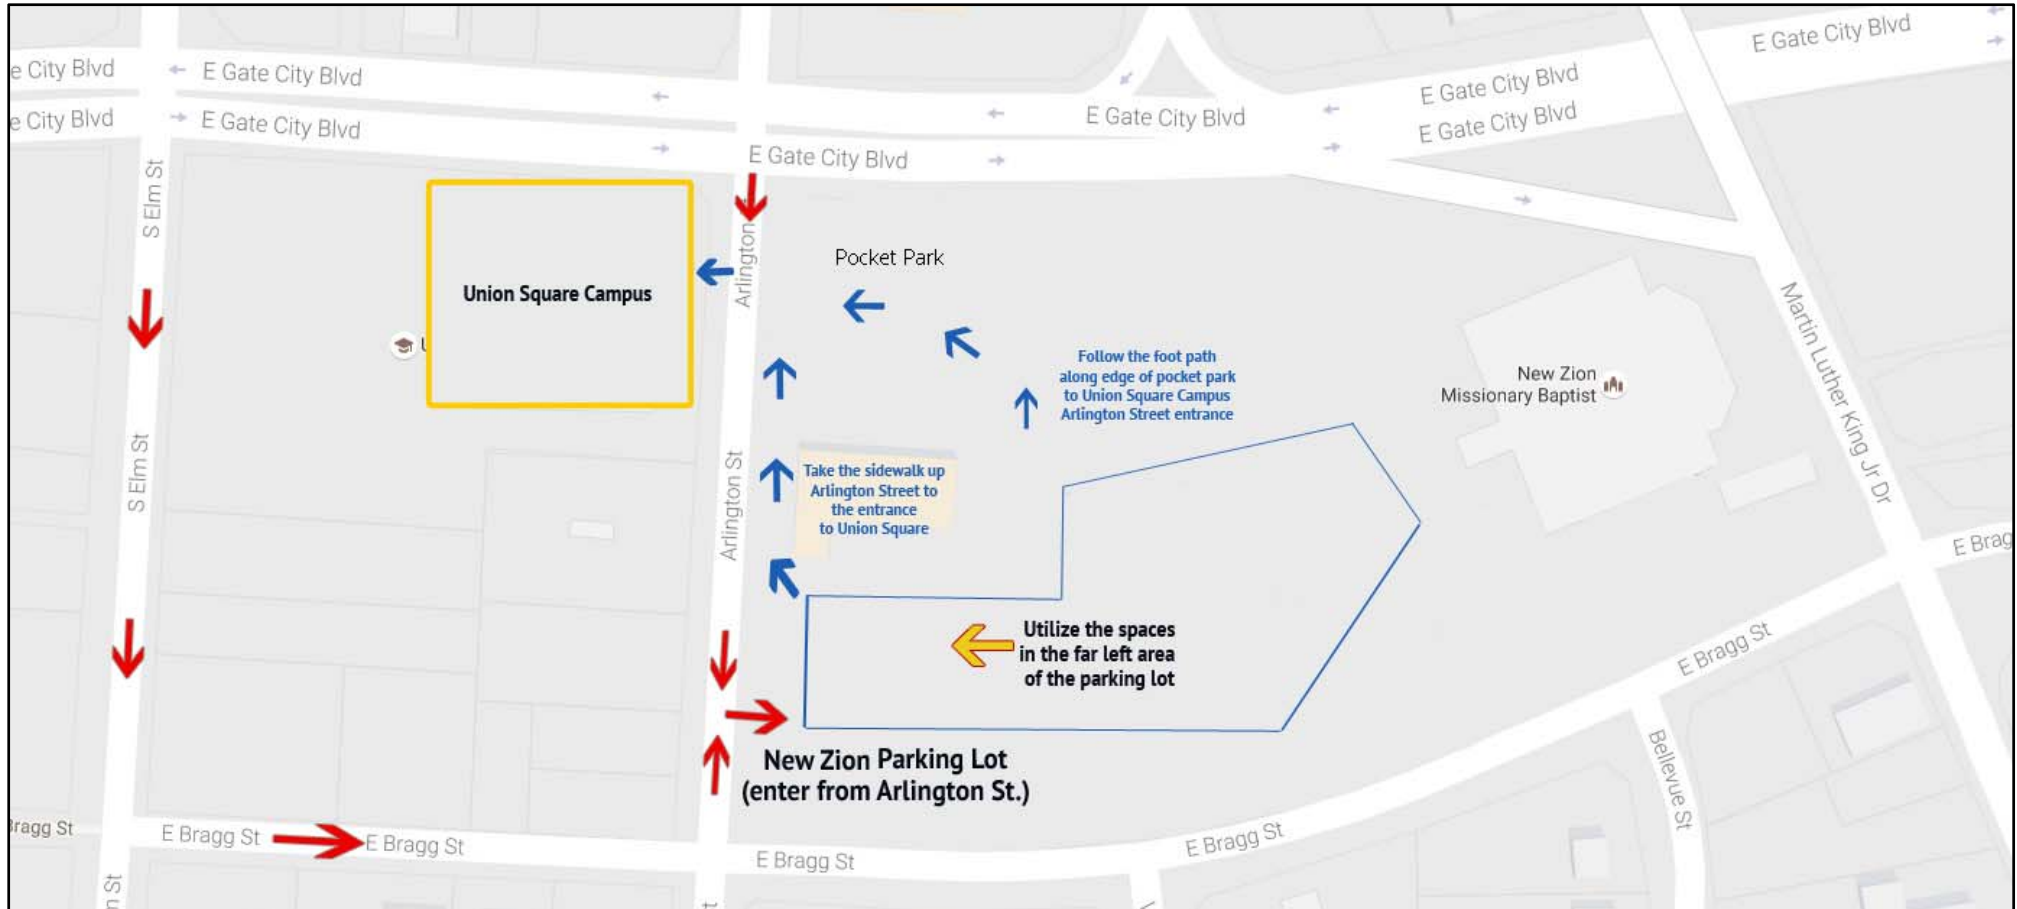 e City Blvd
E Gate City Blvd
E Gate City Blvd
E Gate City Blvd
E Gate City Blvd
e City Blvd
E Gate City Blvd
E Gate City Blvd
E Gate City Blvd
S Elm St
Arlington
Pocket Park
Union Square Campus
U
Follow the foot path
along edge of pocket park
to Union Square Campus
Arlington Street entrance
New Zion
Missionary Baptist
Martin Luther King Jr Dr
S Elm St
Arlington St
Take the sidewalk up
Arlington Street to
the entrance
to Union Square
E Brag
Utilize the spaces
in the far left area
of the parking lot
E Bragg St
New Zion Parking Lot
(enter from Arlington St.)
Bellevue St
Bragg St
E Bragg St
E Bragg St
E Bragg St
E Bragg St
n St
t